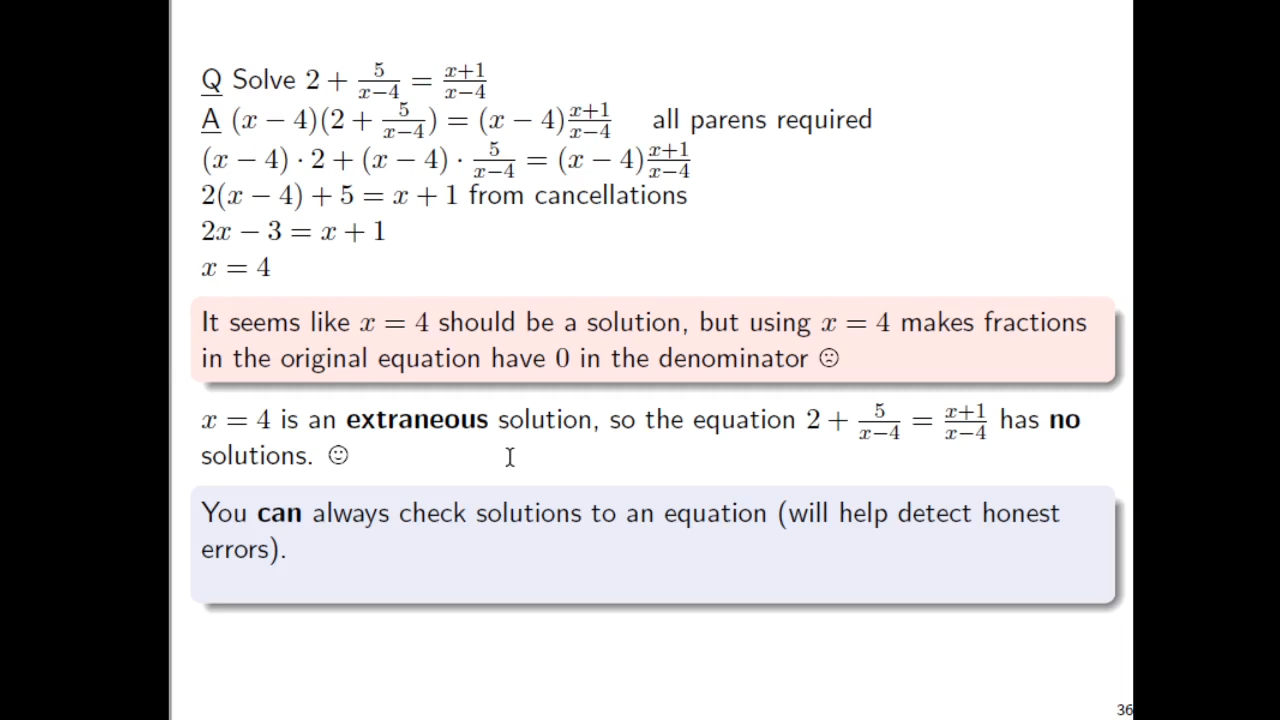 Q Solve 2 + 5/(x−4) = (x+1)/(x−4)
A (x − 4)(2 + 5/(x−4)) = (x − 4)(x+1)/(x−4) all parens required
(x − 4) · 2 + (x − 4) · 5/(x−4) = (x − 4)(x+1)/(x−4)
2(x − 4) + 5 = x + 1 from cancellations
2x − 3 = x + 1
x = 4
It seems like x = 4 should be a solution, but using x = 4 makes fractions
in the original equation have 0 in the denominator ☹
x = 4 is an extraneous solution, so the equation 2 + 5/(x−4) = (x+1)/(x−4) has no
solutions. ☺
You can always check solutions to an equation (will help detect honest
errors).
36